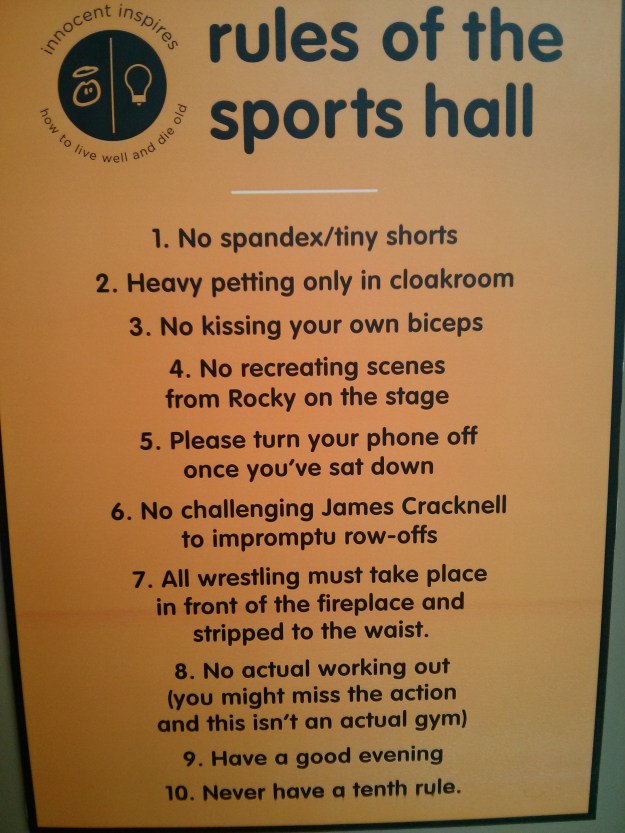 innocent inspires
how to live well and die old
rules of the
sports hall
1. No spandex/tiny shorts
2. Heavy petting only in cloakroom
3. No kissing your own biceps
4. No recreating scenes
from Rocky on the stage
5. Please turn your phone off
once you've sat down
6. No challenging James Cracknell
to impromptu row-offs
7. All wrestling must take place
in front of the fireplace and
stripped to the waist.
8. No actual working out
(you might miss the action
and this isn't an actual gym)
9. Have a good evening
10. Never have a tenth rule.